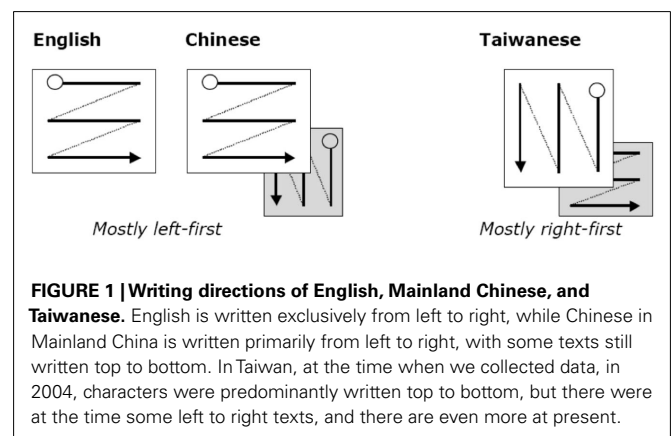 English
Chinese
Taiwanese
Mostly left-first
Mostly right-first
FIGURE 1 | Writing directions of English, Mainland Chinese, and
Taiwanese. English is written exclusively from left to right, while Chinese in
Mainland China is written primarily from left to right, with some texts still
written top to bottom. In Taiwan, at the time when we collected data, in
2004, characters were predominantly written top to bottom, but there were
at the time some left to right texts, and there are even more at present.